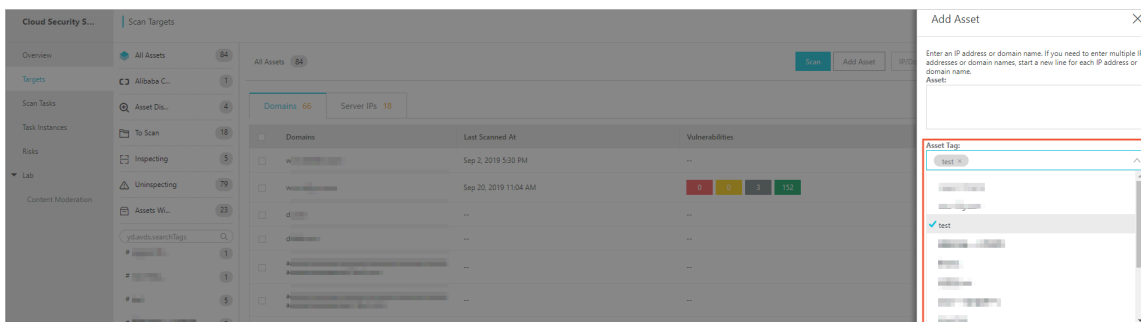 Cloud Security S...
Scan Targets
Overview
Targets
Scan Tasks
Task Instances
Risks
Lab
Content Moderation
All Assets 84
Alibaba C... 1
Asset Dis... 4
To Scan 18
Inspecting 5
Uninspecting 79
Assets Wi... 23
yd.avds.searchTags
# 1
# 1
# 5
#
All Assets 84
Scan Add Asset
Domains 66 Server IPs 18
Domains Last Scanned At Vulnerabilities
Sep 2, 2019 5:30 PM --
Sep 20, 2019 11:04 AM 0 0 3 152
-- --
-- --
-- --
-- --
Add Asset
Enter an IP address or domain name. If you need to enter multiple IP
addresses or domain names, start a new line for each IP address or
domain name.
Asset:
Asset Tag:
test ×
test